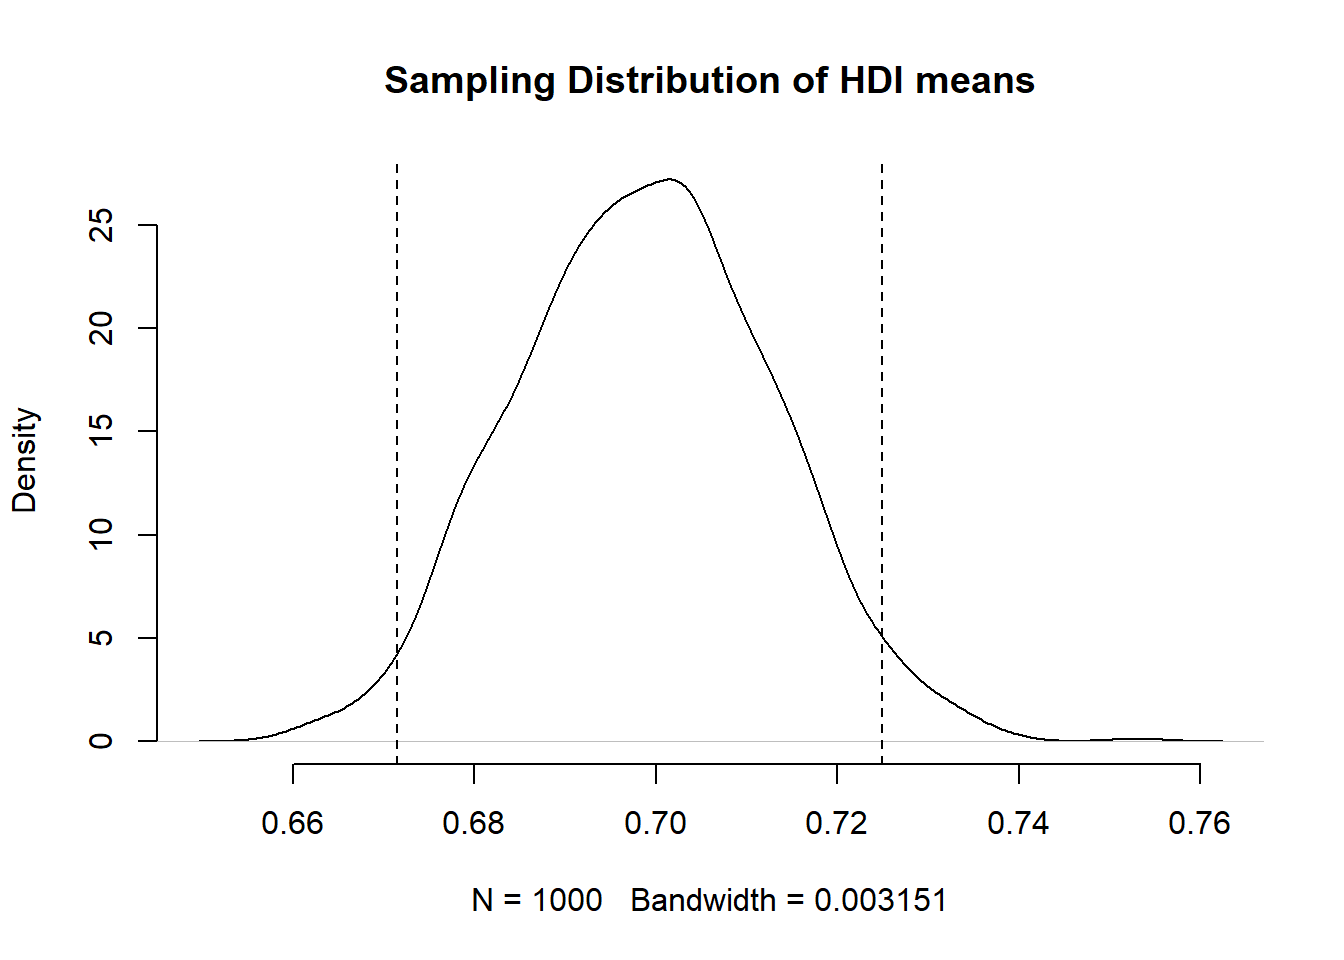 Sampling Distribution of HDI means
Density
25
20
15
10
5
0
0.66 0.68 0.70 0.72 0.74 0.76
N = 1000   Bandwidth = 0.003151